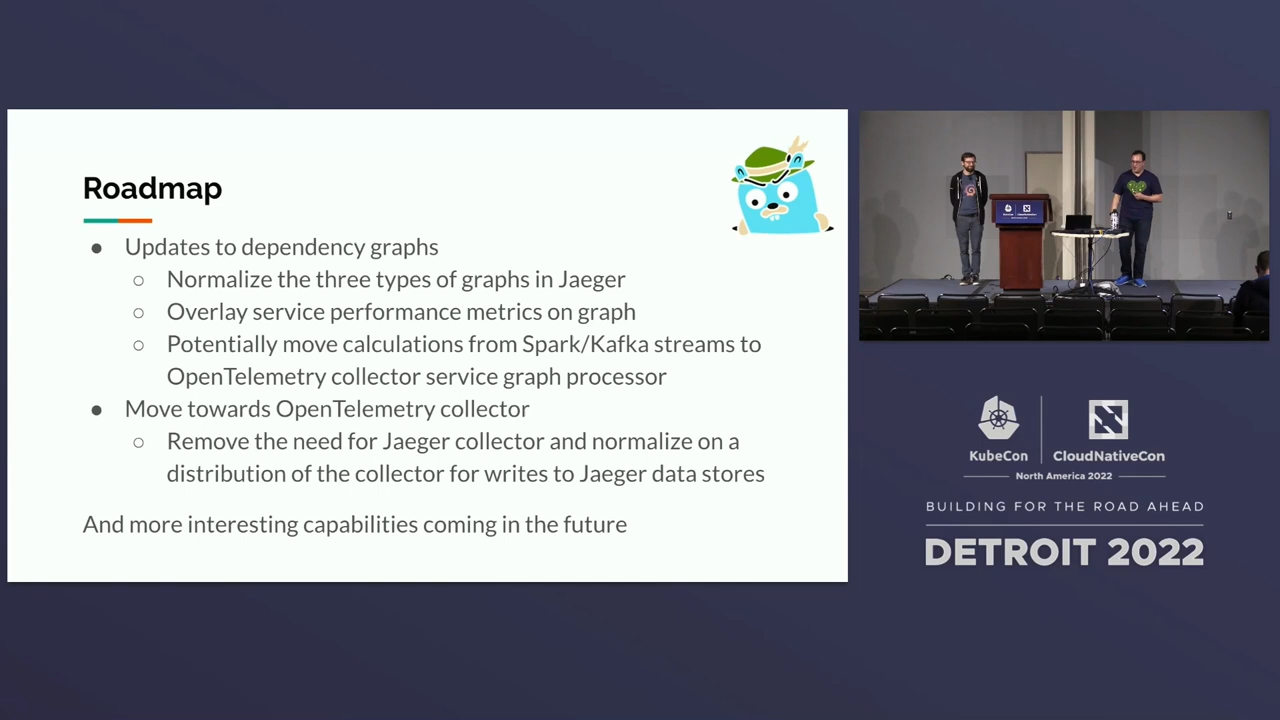 Roadmap
● Updates to dependency graphs
○ Normalize the three types of graphs in Jaeger
○ Overlay service performance metrics on graph
○ Potentially move calculations from Spark/Kafka streams to
OpenTelemetry collector service graph processor
● Move towards OpenTelemetry collector
○ Remove the need for Jaeger collector and normalize on a
distribution of the collector for writes to Jaeger data stores
And more interesting capabilities coming in the future
KubeCon CloudNativeCon
North America 2022
BUILDING FOR THE ROAD AHEAD
DETROIT 2022